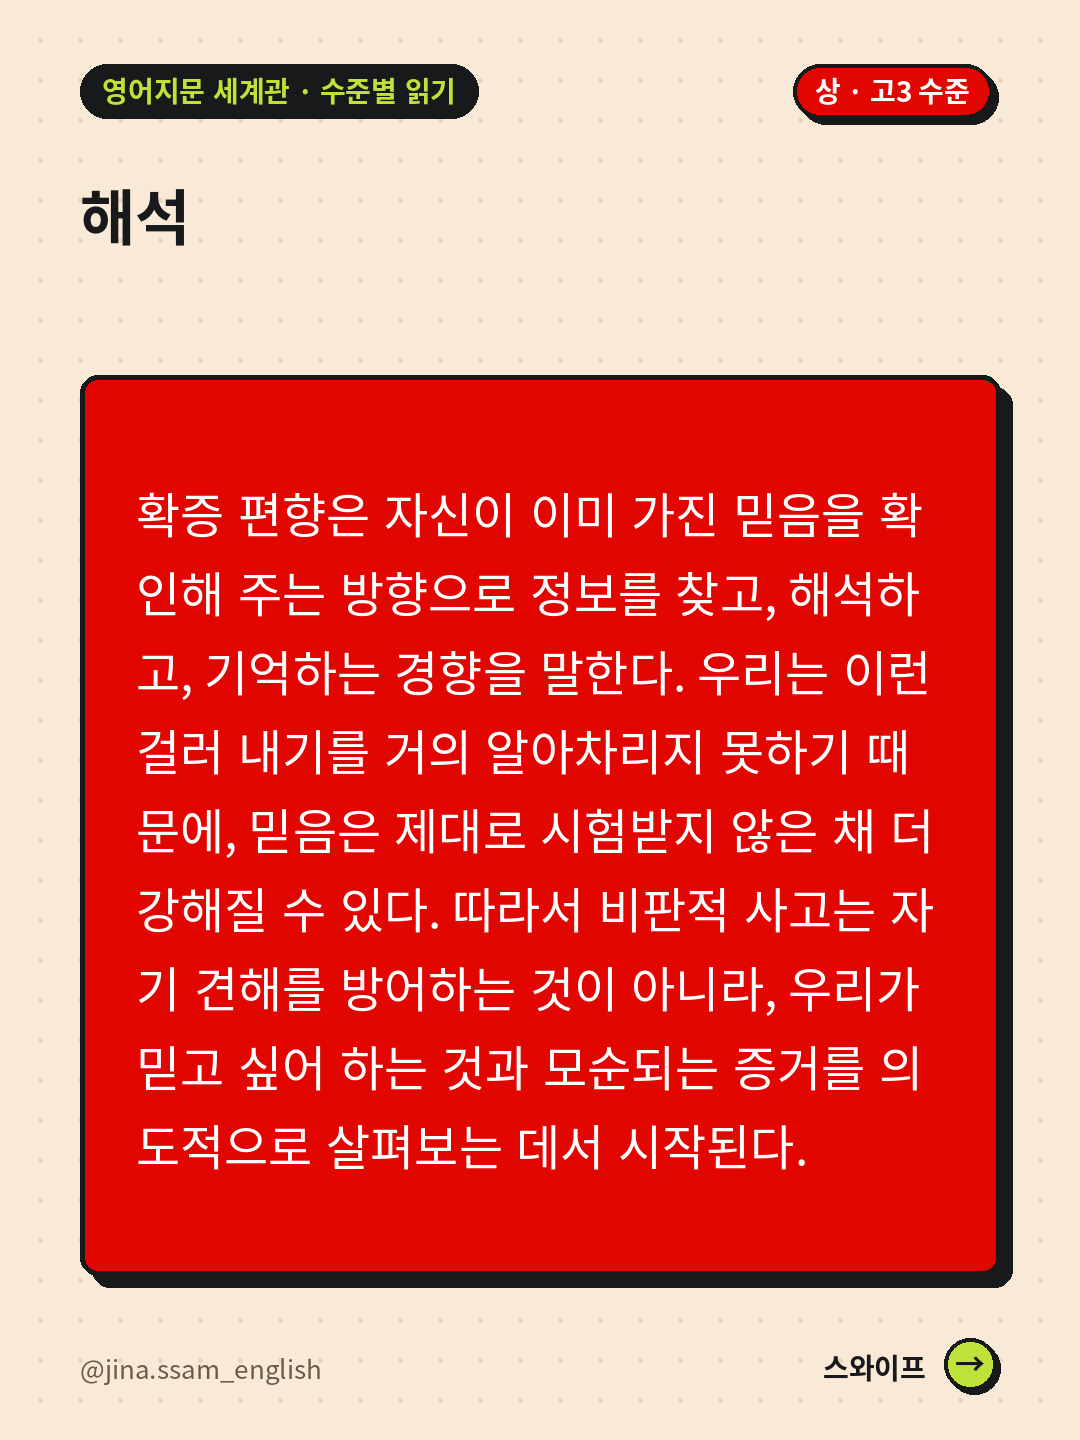 영어지문 세계관 · 수준별 읽기
상 · 고3 수준
해석
확증 편향은 자신이 이미 가진 믿음을 확
인해 주는 방향으로 정보를 찾고, 해석하
고, 기억하는 경향을 말한다. 우리는 이런
걸러 내기를 거의 알아차리지 못하기 때
문에, 믿음은 제대로 시험받지 않은 채 더
강해질 수 있다. 따라서 비판적 사고는 자
기 견해를 방어하는 것이 아니라, 우리가
믿고 싶어 하는 것과 모순되는 증거를 의
도적으로 살펴보는 데서 시작된다.
@jina.ssam_english
스와이프 →